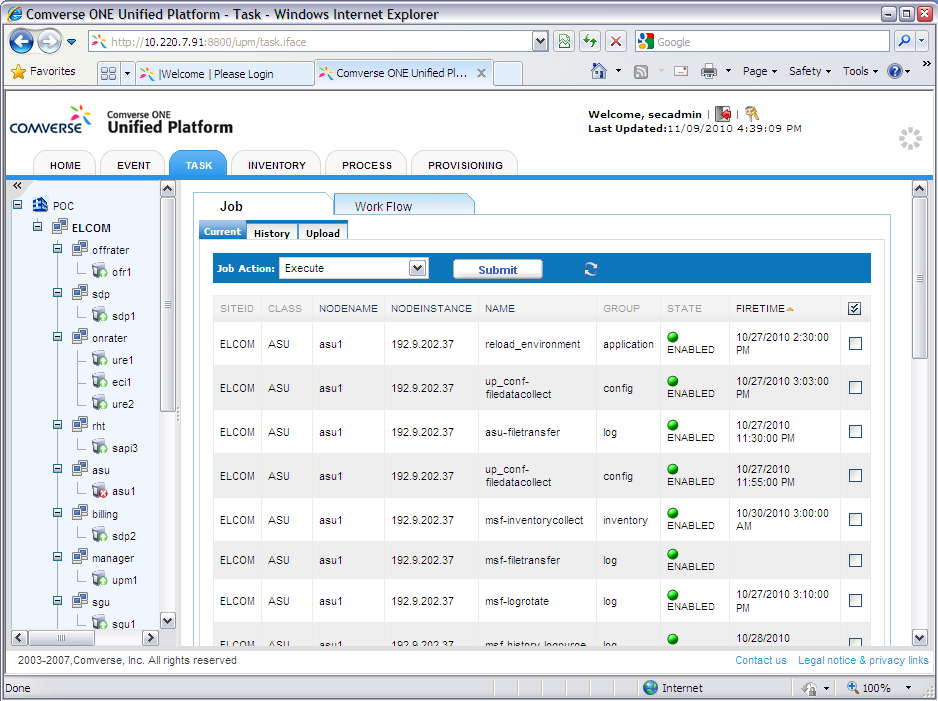 Comverse ONE Unified Platform - Task - Windows Internet Explorer
http://10.220.7.91:8800/upm/task.iface
Google
Favorites
|Welcome | Please Login
Comverse ONE Unified Pl...
Page
Safety
Tools
COMVERSE
Comverse ONE
Unified Platform
Welcome, secadmin
Last Updated:11/09/2010 4:39:09 PM
HOME
EVENT
TASK
INVENTORY
PROCESS
PROVISIONING
POC
ELCOM
offrater
ofr1
sdp
sdp1
onrater
ure1
eci1
ure2
rht
sapi3
asu
asu1
billing
sdp2
manager
upm1
sgu
sgu1
Job
Work Flow
Current
History
Upload
Job Action: Execute
Submit
SITEID CLASS NODENAME NODEINSTANCE NAME GROUP STATE FIRETIME
ELCOM ASU asu1 192.9.202.37 reload_environment application ENABLED 10/27/2010 2:30:00 PM
ELCOM ASU asu1 192.9.202.37 up_conf-filedatacollect config ENABLED 10/27/2010 3:03:00 PM
ELCOM ASU asu1 192.9.202.37 asu-filetransfer log ENABLED 10/27/2010 11:30:00 PM
ELCOM ASU asu1 192.9.202.37 up_conf-filedatacollect config ENABLED 10/27/2010 11:55:00 PM
ELCOM ASU asu1 192.9.202.37 msf-inventorycollect inventory ENABLED 10/30/2010 3:00:00 AM
ELCOM ASU asu1 192.9.202.37 msf-filetransfer log ENABLED
ELCOM ASU asu1 192.9.202.37 msf-logrotate log ENABLED 10/27/2010 3:10:00 PM
ELCOM ASU asu1 192.9.202.37 msf-history_logpurge log 10/28/2010
2003-2007,Comverse, Inc. All rights reserved
Contact us
Legal notice & privacy links
Done
Internet
100%